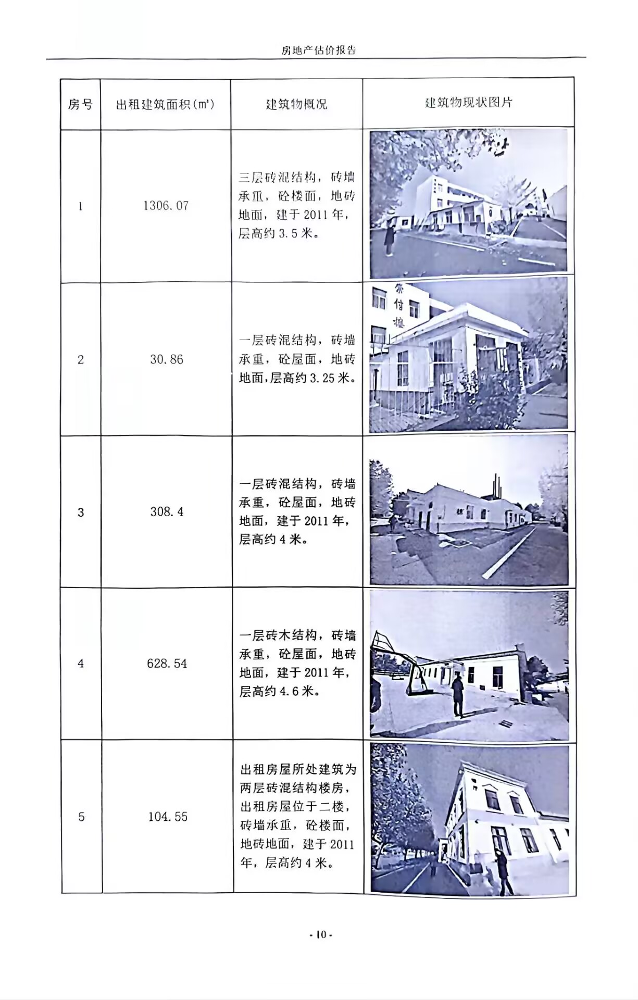 房地产估价报告
房号
出租建筑面积(㎡)
建筑物概况
建筑物现状图片
1
1306.07
三层砖混结构，砖墙
承重，砼楼面，地砖
地面，建于 2011 年，
层高约 3.5 米。
2
30.86
一层砖混结构，砖墙
承重，砼屋面，地砖
地面，层高约 3.25 米。
信
楼
3
308.4
一层砖混结构，砖墙
承重，砼屋面，地砖
地面，建于 2011 年，
层高约 4 米。
4
628.54
一层砖木结构，砖墙
承重，砼屋面，地砖
地面，建于 2011 年，
层高约 4.6 米。
5
104.55
出租房屋所处建筑为
两层砖混结构楼房，
出租房屋位于二楼，
砖墙承重，砼楼面，
地砖地面，建于 2011
年，层高约 4 米。
- 10 -